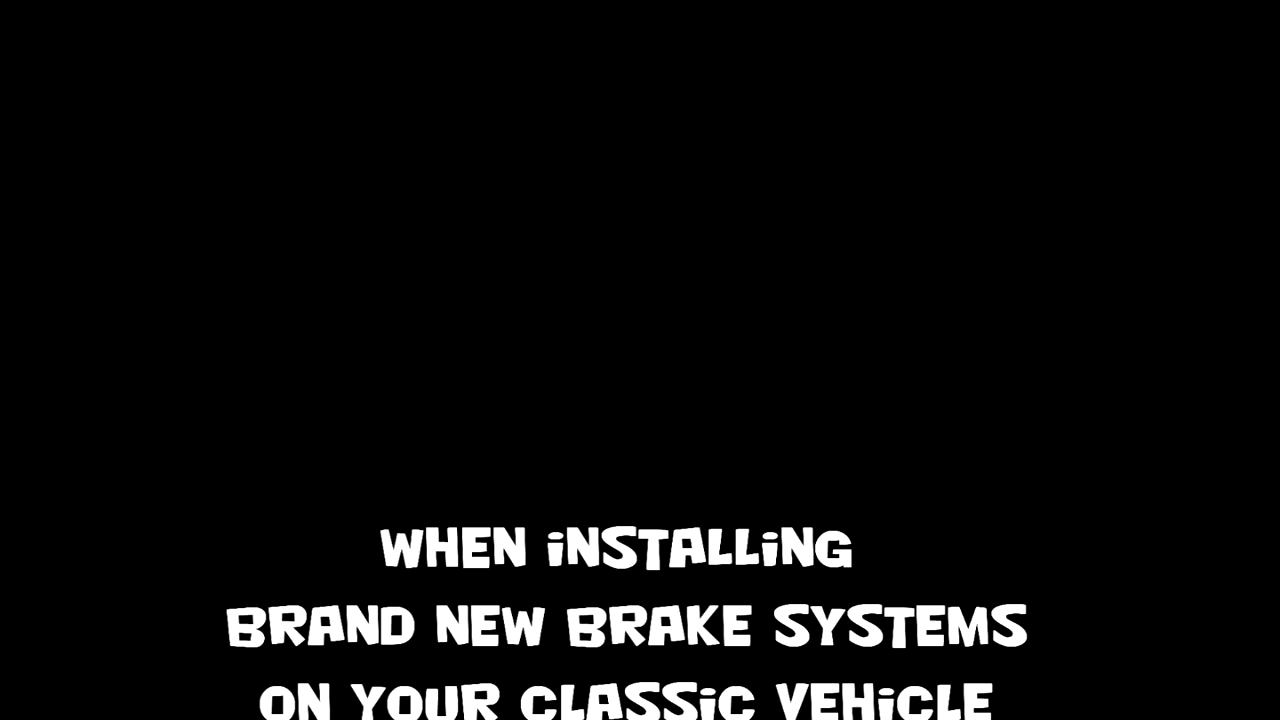 WHEN iNSTALLiNG
BRAND NEW BRAKE SYSTEMS
ON YOUR CLASSiC VEHiCLE